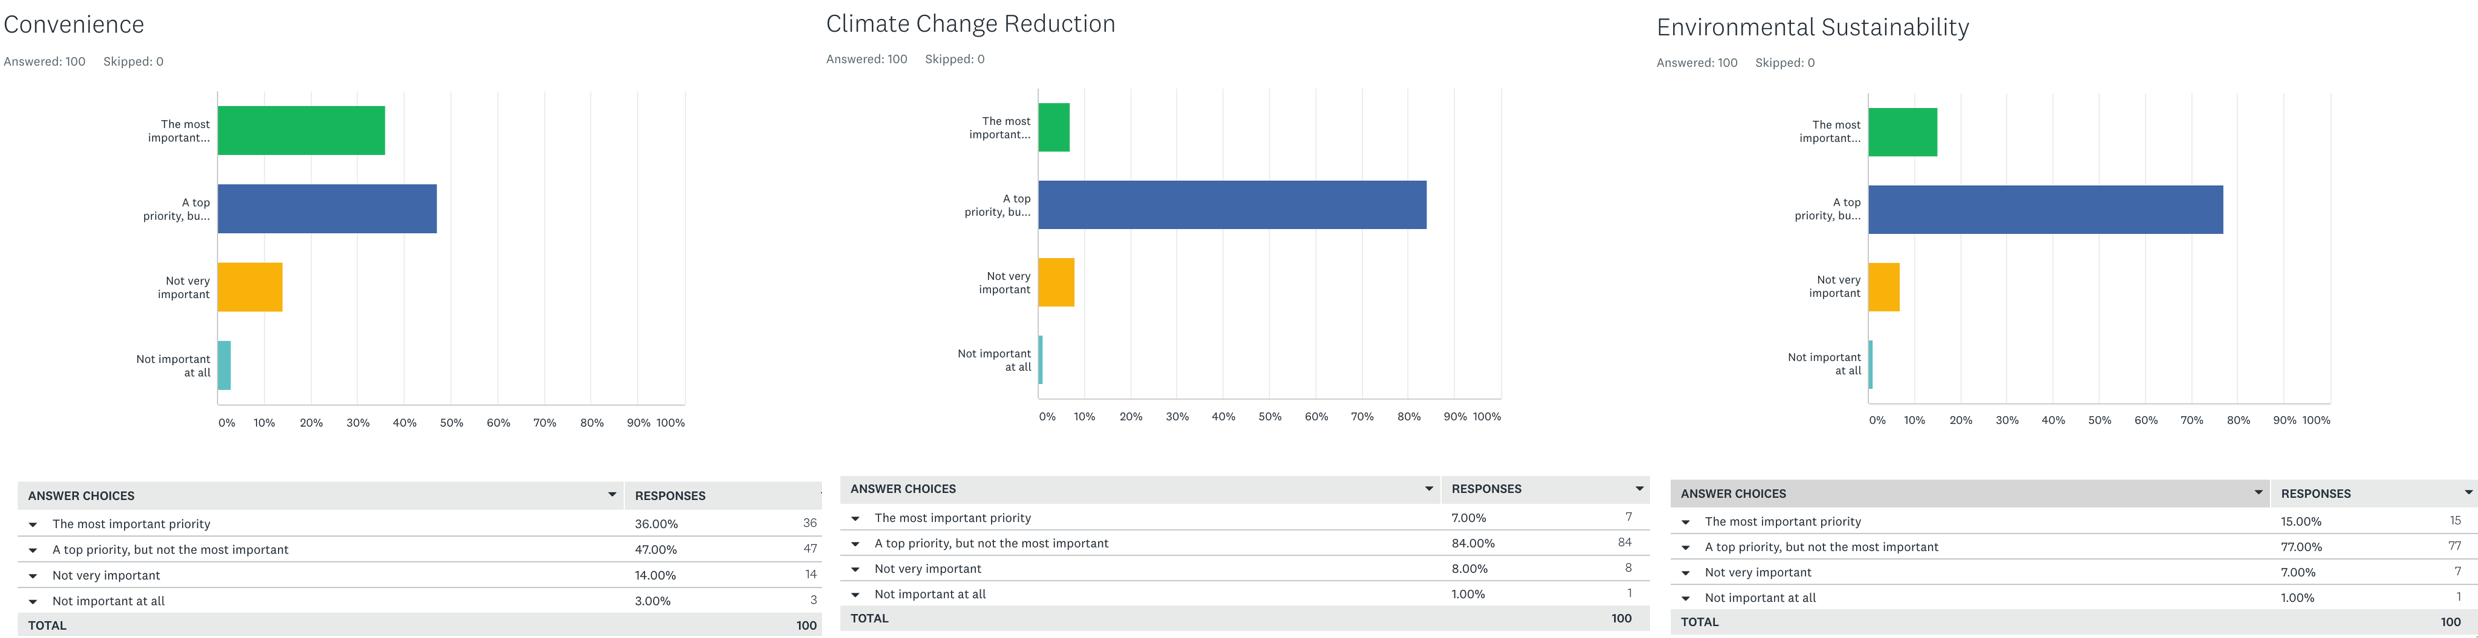 Convenience
Answered: 100 Skipped: 0
The most
important...
A top
priority, bu...
Not very
important
Not important
at all
0% 10% 20% 30% 40% 50% 60% 70% 80% 90% 100%
ANSWER CHOICES RESPONSES
The most important priority 36.00% 36
A top priority, but not the most important 47.00% 47
Not very important 14.00% 14
Not important at all 3.00% 3
TOTAL 100
Climate Change Reduction
Answered: 100 Skipped: 0
The most
important...
A top
priority, bu...
Not very
important
Not important
at all
0% 10% 20% 30% 40% 50% 60% 70% 80% 90% 100%
ANSWER CHOICES RESPONSES
The most important priority 7.00% 7
A top priority, but not the most important 84.00% 84
Not very important 8.00% 8
Not important at all 1.00% 1
TOTAL 100
Environmental Sustainability
Answered: 100 Skipped: 0
The most
important...
A top
priority, bu...
Not very
important
Not important
at all
0% 10% 20% 30% 40% 50% 60% 70% 80% 90% 100%
ANSWER CHOICES RESPONSES
The most important priority 15.00% 15
A top priority, but not the most important 77.00% 77
Not very important 7.00% 7
Not important at all 1.00% 1
TOTAL 100